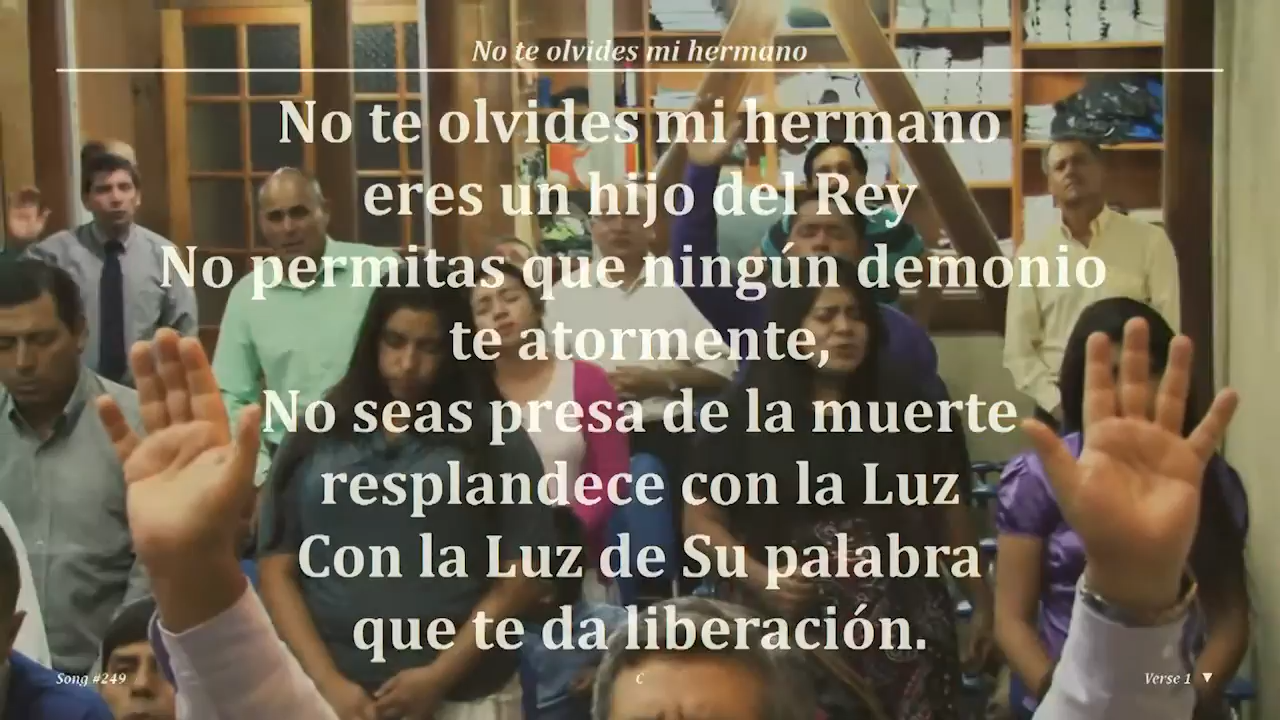 No te olvides mi hermano
No te olvides mi hermano
eres un hijo del Rey
No permitas que ningún demonio
te atormente,
No seas presa de la muerte
resplandece con la Luz
Con la Luz de Su palabra
que te da liberación.
Song #249
C
Verse 1 ▼